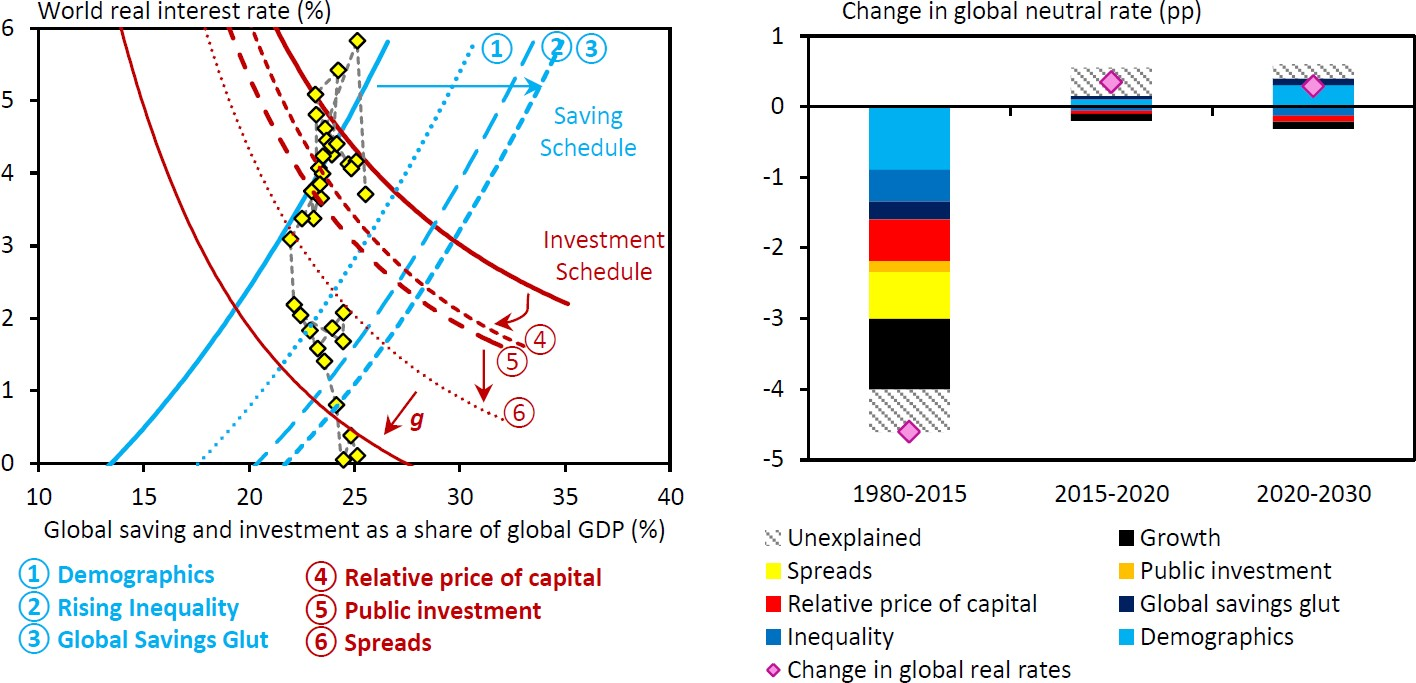 World real interest rate (%)
6
5
4
3
2
1
0
10 15 20 25 30 35 40
1 2 3
Saving
Schedule
Investment
Schedule
4
5
6
g
Global saving and investment as a share of global GDP (%)
① Demographics
② Rising Inequality
③ Global Savings Glut
④ Relative price of capital
⑤ Public investment
⑥ Spreads
Change in global neutral rate (pp)
1
0
-1
-2
-3
-4
-5
1980-2015 2015-2020 2020-2030
Unexplained
Growth
Spreads
Public investment
Relative price of capital
Global savings glut
Inequality
Demographics
Change in global real rates